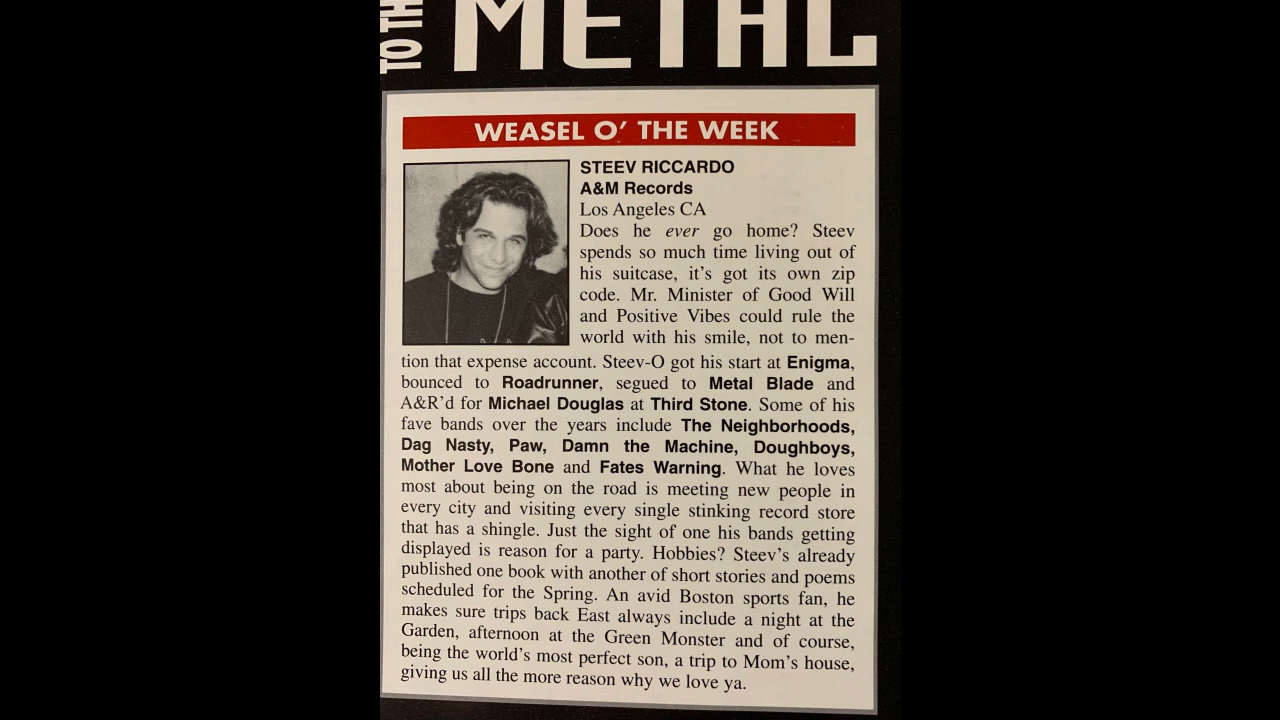 TO TH
METAL
WEASEL O' THE WEEK
STEEV RICCARDO
A&M Records
Los Angeles CA
Does he ever go home? Steev
spends so much time living out of
his suitcase, it's got its own zip
code. Mr. Minister of Good Will
and Positive Vibes could rule the
world with his smile, not to men-
tion that expense account. Steev-O got his start at Enigma,
bounced to Roadrunner, segued to Metal Blade and
A&R'd for Michael Douglas at Third Stone. Some of his
fave bands over the years include The Neighborhoods,
Dag Nasty, Paw, Damn the Machine, Doughboys,
Mother Love Bone and Fates Warning. What he loves
most about being on the road is meeting new people in
every city and visiting every single stinking record store
that has a shingle. Just the sight of one his bands getting
displayed is reason for a party. Hobbies? Steev's already
published one book with another of short stories and poems
scheduled for the Spring. An avid Boston sports fan, he
makes sure trips back East always include a night at the
Garden, afternoon at the Green Monster and of course,
being the world's most perfect son, a trip to Mom's house,
giving us all the more reason why we love ya.